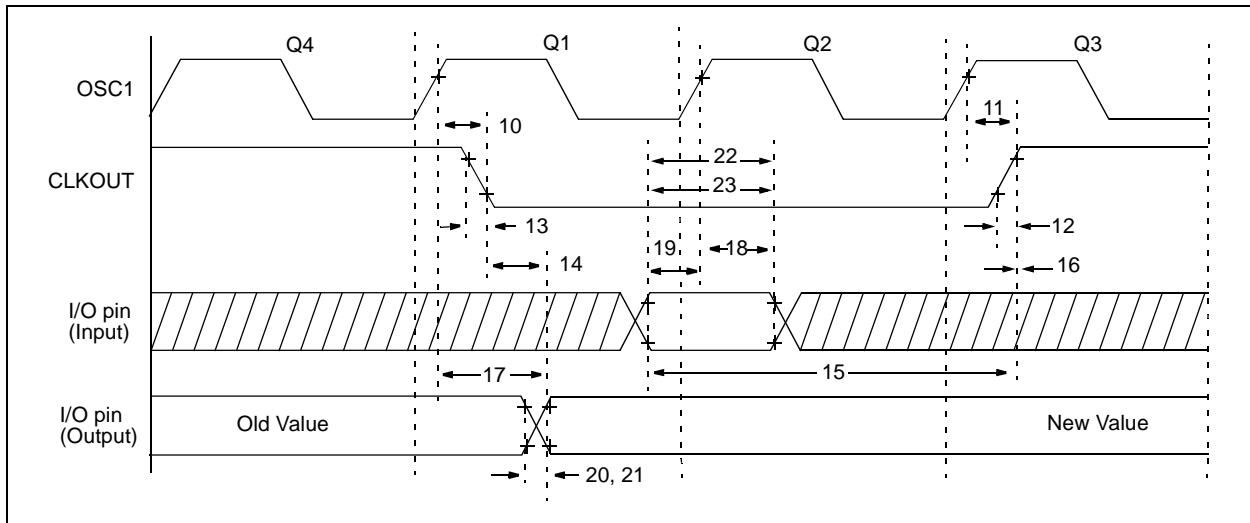 Q4 Q1 Q2 Q3
OSC1
10 11
22
CLKOUT
23
13 12
19 18
14 16
I/O pin
(Input)
17 15
I/O pin
(Output)
Old Value New Value
20, 21